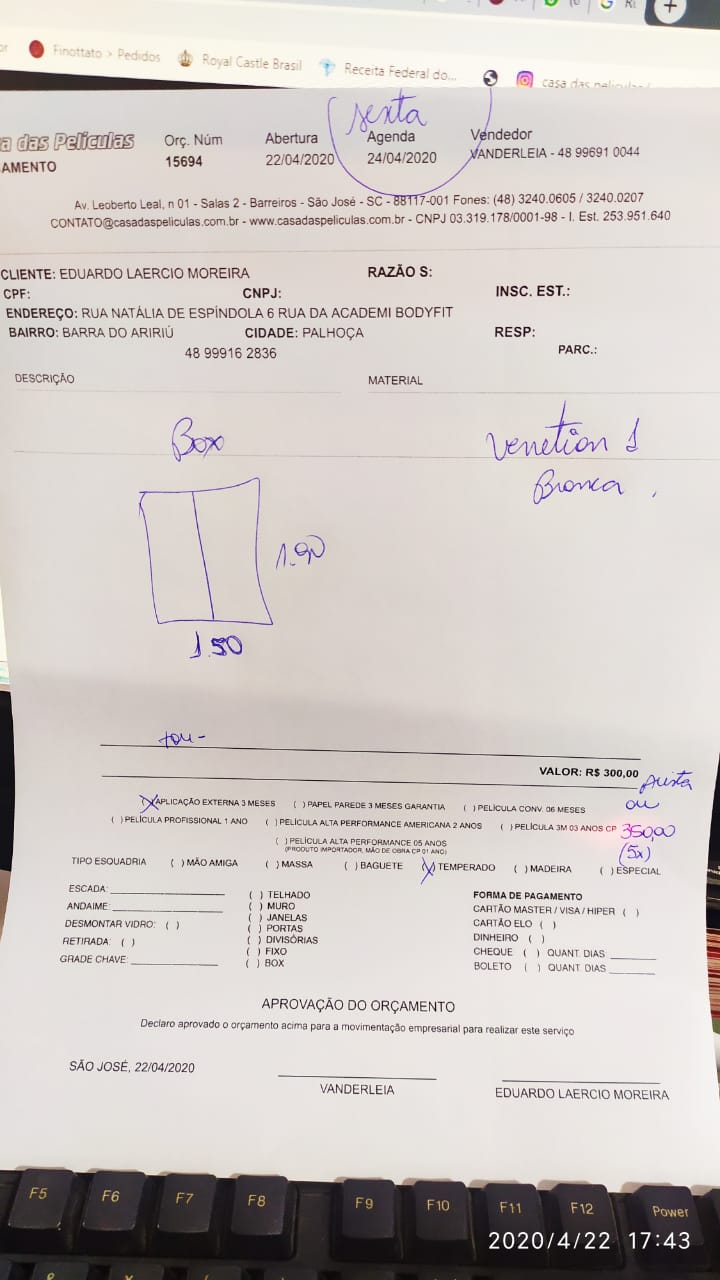 Finottato > Pedidos
Royal Castle Brasil
Receita Federal do...
casa das peliculas
sexta
a das Películas
AMENTO
Orç. Núm
15694
Abertura
22/04/2020
Agenda
24/04/2020
Vendedor
VANDERLEIA - 48 99691 0044
Av. Leoberto Leal, n 01 - Salas 2 - Barreiros - São José - SC - 88117-001 Fones: (48) 3240.0605 / 3240.0207
CONTATO@casadaspeliculas.com.br - www.casadaspeliculas.com.br - CNPJ 03.319.178/0001-98 - I. Est. 253.951.640
CLIENTE: EDUARDO LAERCIO MOREIRA RAZÃO S:
CPF: CNPJ: INSC. EST.:
ENDEREÇO: RUA NATÁLIA DE ESPÍNDOLA 6 RUA DA ACADEMI BODYFIT
BAIRRO: BARRA DO ARIRIÚ CIDADE: PALHOÇA RESP:
48 99916 2836 PARC.:
DESCRIÇÃO MATERIAL
Box
Venetion 1
Bronca
1.90
1.50
VALOR: R$ 300,00
ou
(X) APLICAÇÃO EXTERNA 3 MESES ( ) PAPEL PAREDE 3 MESES GARANTIA ( ) PELÍCULA CONV. 06 MESES
( ) PELÍCULA PROFISSIONAL 1 ANO ( ) PELÍCULA ALTA PERFORMANCE AMERICANA 2 ANOS ( ) PELÍCULA 3M 03 ANOS CP 350,00
( ) PELÍCULA ALTA PERFORMANCE 05 ANOS
(PRODUTO IMPORTADOR, MÃO DE OBRA CP 01 ANO)
(5x)
TIPO ESQUADRIA ( ) MÃO AMIGA ( ) MASSA ( ) BAGUETE (X) TEMPERADO ( ) MADEIRA ( ) ESPECIAL
ESCADA:
ANDAIME:
DESMONTAR VIDRO: ( )
RETIRADA: ( )
GRADE CHAVE:
( ) TELHADO
( ) MURO
( ) JANELAS
( ) PORTAS
( ) DIVISÓRIAS
( ) FIXO
( ) BOX
FORMA DE PAGAMENTO
CARTÃO MASTER / VISA / HIPER ( )
CARTÃO ELO ( )
DINHEIRO ( )
CHEQUE ( ) QUANT. DIAS
BOLETO ( ) QUANT. DIAS
APROVAÇÃO DO ORÇAMENTO
Declaro aprovado o orçamento acima para a movimentação empresarial para realizar este serviço
SÃO JOSÉ, 22/04/2020
VANDERLEIA
EDUARDO LAERCIO MOREIRA
F5 F6 F7 F8 F9 F10 F11 F12 Power
2020/4/22 17:43